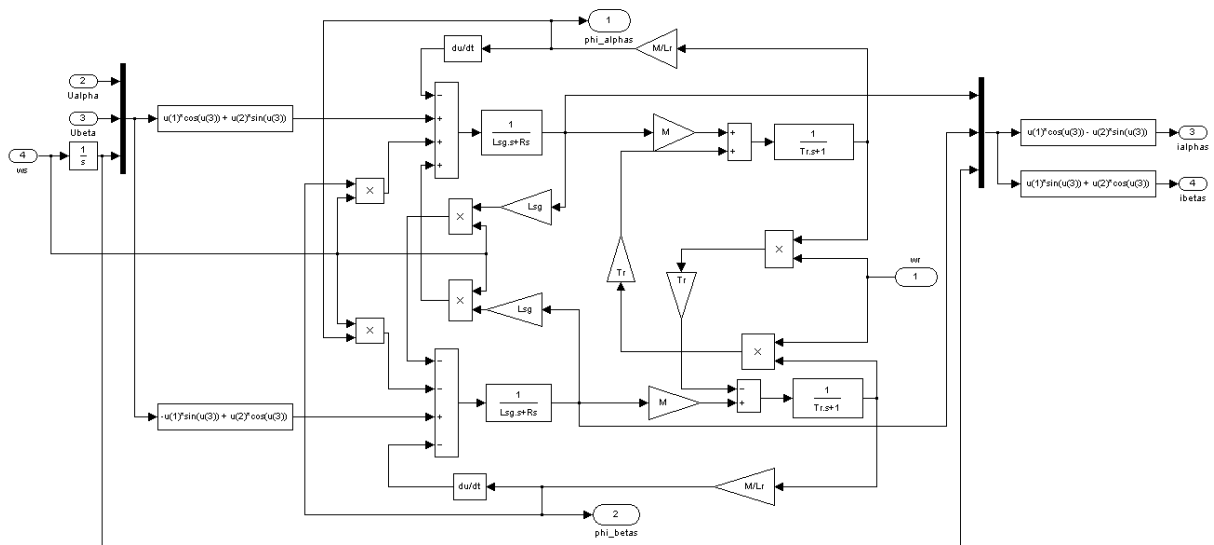 1
phi_alphas
du/dt
M/Lr
2
Ualpha
3
Ubeta
4
ws
1
s
u(1)*cos(u(3)) + u(2)*sin(u(3))
−
+
+
+
1
Lsg.s+Rs
M
+
+
1
Tr.s+1
u(1)*cos(u(3)) - u(2)*sin(u(3))
3
ialphas
u(1)*sin(u(3)) + u(2)*cos(u(3))
4
ibetas
×
×
Lsg
×
Tr
Tr
wr
1
×
Lsg
×
×
−
−
+
−
-u(1)*sin(u(3)) + u(2)*cos(u(3))
1
Lsg.s+Rs
M
−
+
1
Tr.s+1
du/dt
M/Lr
2
phi_betas